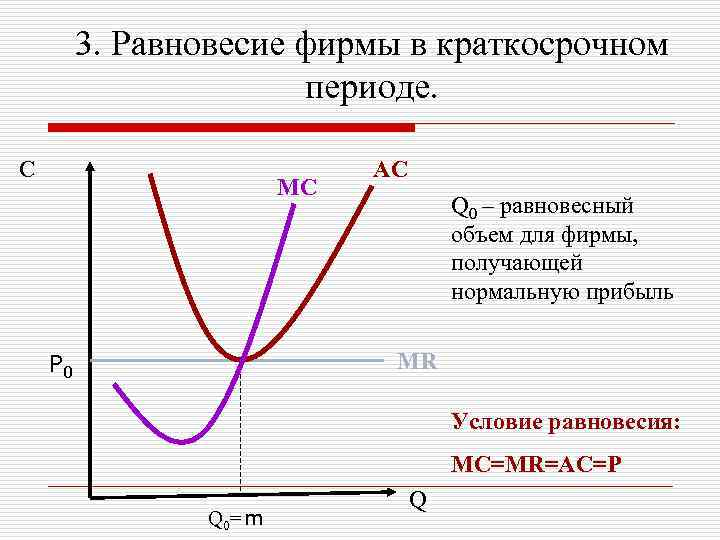 3. Равновесие фирмы в краткосрочном
периоде.
C
MC
AC
Q0 – равновесный
объем для фирмы,
получающей
нормальную прибыль
P0
MR
Условие равновесия:
MC=MR=AC=P
Q
Q0=m